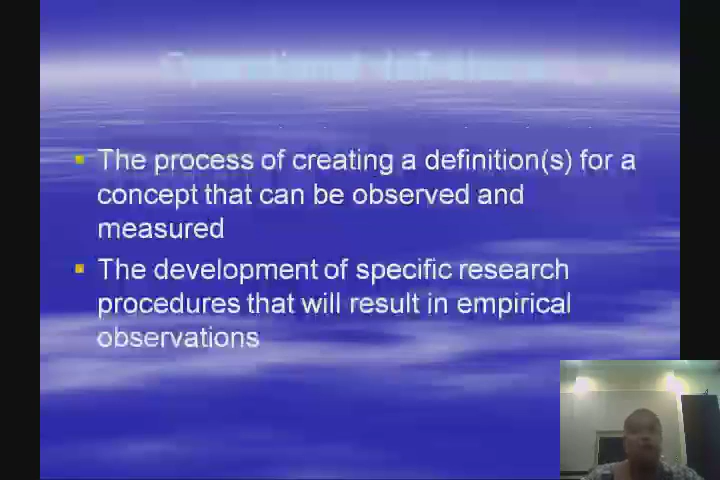 Operational definitions
The process of creating a definition(s) for a
concept that can be observed and
measured
The development of specific research
procedures that will result in empirical
observations